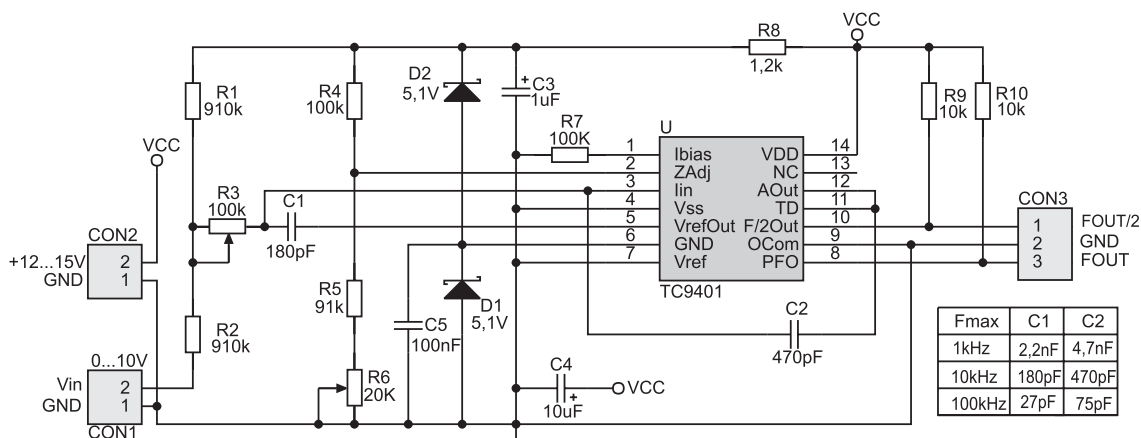 VCC
R8
1,2k
D2
5,1V
C3
+
1uF
R1
910k
R4
100k
R9
10k
R10
10k
R7
100K
U
VCC
1
Ibias
VDD
14
2
ZAdj
NC
13
3
Iin
AOut
12
4
Vss
TD
11
5
VrefOut
F/2Out
10
6
GND
OCom
9
7
Vref
PFO
8
TC9401
R3
100k
C1
180pF
CON3
1
FOUT/2
2
GND
3
FOUT
CON2
+12...15V
2
GND
1
R5
91k
D1
5,1V
C5
100nF
C2
470pF
R2
910k
0...10V
Vin
2
GND
1
CON1
R6
20K
C4
+
10uF
VCC
Fmax C1 C2
1kHz 2,2nF 4,7nF
10kHz 180pF 470pF
100kHz 27pF 75pF